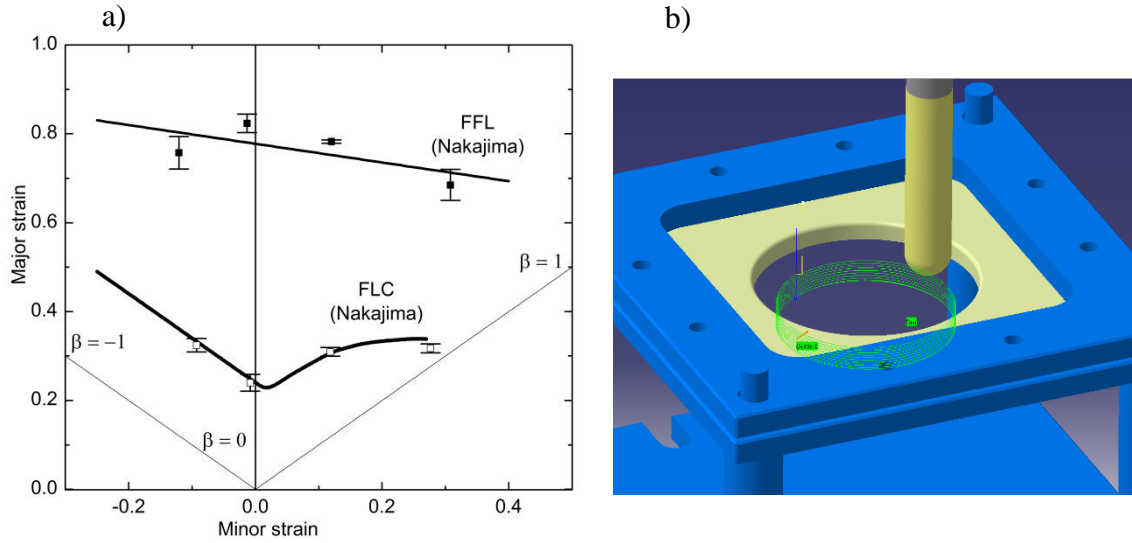 a)
b)
1.0
0.8
0.6
0.4
0.2
0.0
Major strain
FFL
(Nakajima)
FLC
(Nakajima)
β = 1
β = −1
β = 0
-0.2
0.0
0.2
0.4
Minor strain